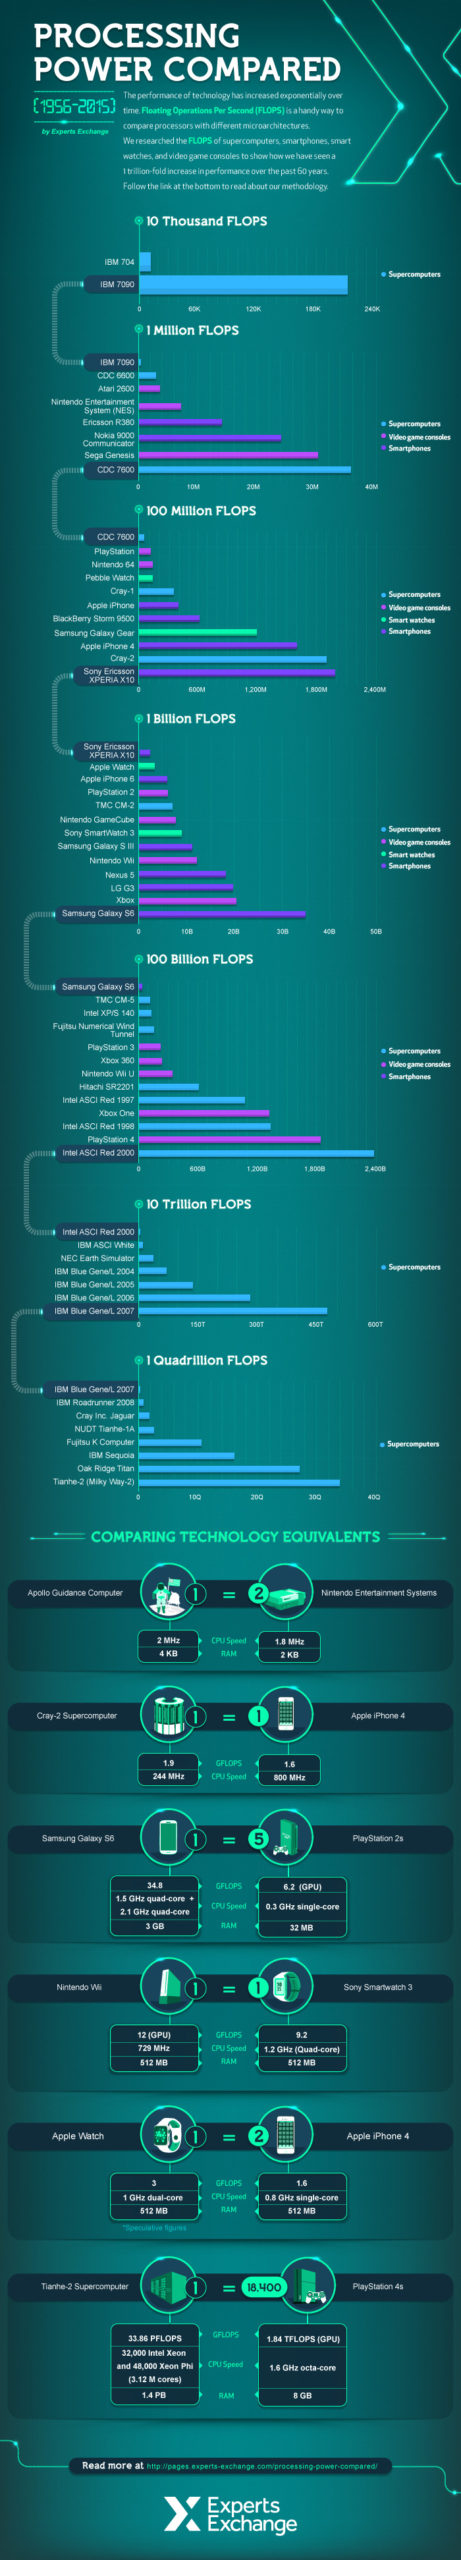 PROCESSING
POWER COMPARED
(1956-2015)
by Experts Exchange
The performance of technology has increased exponentially over
time. Floating Operations Per Second (FLOPS) is a handy way to
compare processors with different microarchitectures.
We researched the FLOPS of supercomputers, smartphones, smart
watches, and video game consoles to show how we have seen a
1 trillion-fold increase in performance over the past 60 years.
Follow the link at the bottom to read about our methodology.
10 Thousand FLOPS
IBM 704
IBM 7090
Supercomputers
0 60K 120K 180K 240K
1 Million FLOPS
IBM 7090
CDC 6600
Atari 2600
Nintendo Entertainment
System (NES)
Ericsson R380
Nokia 9000
Communicator
Sega Genesis
CDC 7600
Supercomputers
Video game consoles
Smartphones
0 10M 20M 30M 40M
100 Million FLOPS
CDC 7600
PlayStation
Nintendo 64
Pebble Watch
Cray-1
Apple iPhone
BlackBerry Storm 9500
Samsung Galaxy Gear
Apple iPhone 4
Cray-2
Sony Ericsson
XPERIA X10
Supercomputers
Video game consoles
Smart watches
Smartphones
0 600M 1,200M 1,800M 2,400M
1 Billion FLOPS
Sony Ericsson
XPERIA X10
Apple Watch
Apple iPhone 6
PlayStation 2
TMC CM-2
Nintendo GameCube
Sony SmartWatch 3
Samsung Galaxy S III
Nintendo Wii
Nexus 5
LG G3
Xbox
Samsung Galaxy S6
Supercomputers
Video game consoles
Smart watches
Smartphones
0 10B 20B 30B 40B 50B
100 Billion FLOPS
Samsung Galaxy S6
TMC CM-5
Intel XP/S 140
Fujitsu Numerical Wind
Tunnel
PlayStation 3
Xbox 360
Nintendo Wii U
Hitachi SR2201
Intel ASCI Red 1997
Xbox One
Intel ASCI Red 1998
PlayStation 4
Intel ASCI Red 2000
Supercomputers
Video game consoles
Smartphones
0 600B 1,200B 1,800B 2,400B
10 Trillion FLOPS
Intel ASCI Red 2000
IBM ASCI White
NEC Earth Simulator
IBM Blue Gene/L 2004
IBM Blue Gene/L 2005
IBM Blue Gene/L 2006
IBM Blue Gene/L 2007
Supercomputers
0 150T 300T 450T 600T
1 Quadrillion FLOPS
IBM Blue Gene/L 2007
IBM Roadrunner 2008
Cray Inc. Jaguar
NUDT Tianhe-1A
Fujitsu K Computer
IBM Sequoia
Oak Ridge Titan
Tianhe-2 (Milky Way-2)
Supercomputers
0 10Q 20Q 30Q 40Q
COMPARING TECHNOLOGY EQUIVALENTS
Apollo Guidance Computer 1 = 2 Nintendo Entertainment Systems
2 MHz CPU Speed 1.8 MHz
4 KB RAM 2 KB
Cray-2 Supercomputer 1 = 1 Apple iPhone 4
1.9 GFLOPS 1.6
244 MHz CPU Speed 800 MHz
Samsung Galaxy S6 1 = 5 PlayStation 2s
34.8 GFLOPS 6.2 (GPU)
1.5 GHz quad-core +
2.1 GHz quad-core CPU Speed 0.3 GHz single-core
3 GB RAM 32 MB
Nintendo Wii 1 = 1 Sony Smartwatch 3
12 (GPU) GFLOPS 9.2
729 MHz CPU Speed 1.2 GHz (Quad-core)
512 MB RAM 512 MB
Apple Watch 1 = 2 Apple iPhone 4
3 GFLOPS 1.6
1 GHz dual-core CPU Speed 0.8 GHz single-core
512 MB RAM 512 MB
*Speculative figures
Tianhe-2 Supercomputer 1 = 18,400 PlayStation 4s
33.86 PFLOPS GFLOPS 1.84 TFLOPS (GPU)
32,000 Intel Xeon
and 48,000 Xeon Phi
(3.12 M cores) CPU Speed 1.6 GHz octa-core
1.4 PB RAM 8 GB
Read more at http://pages.experts-exchange.com/processing-power-compared/
Experts
Exchange